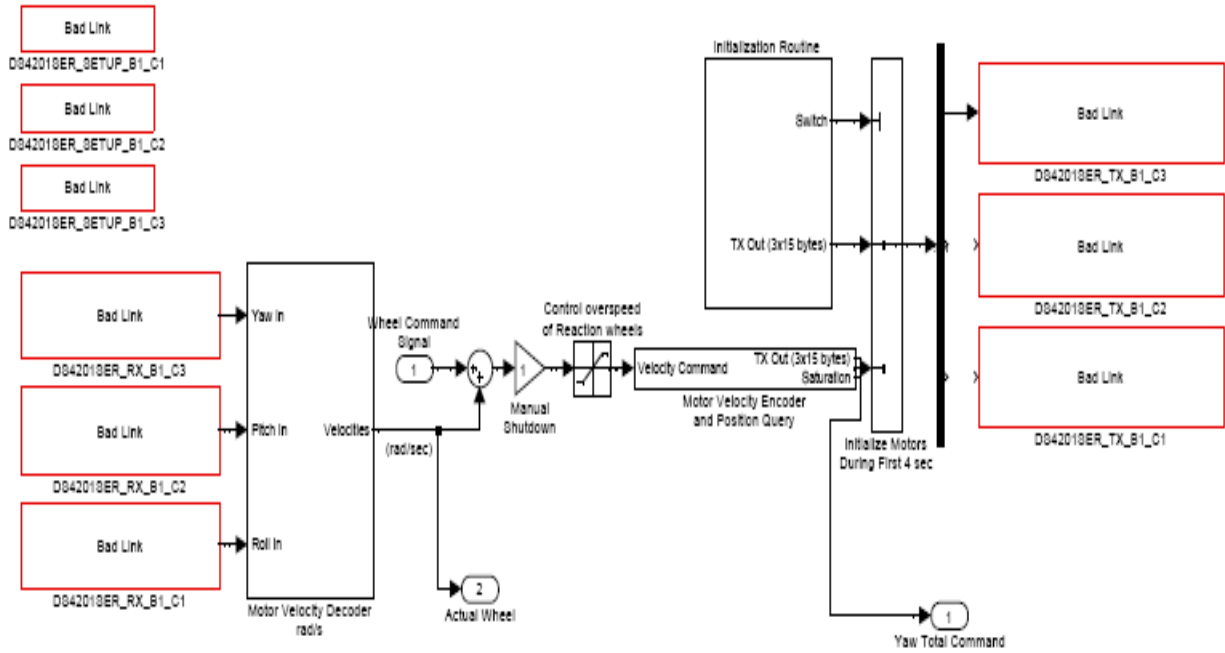 Bad Link
DS4201SER_SETUP_B1_C1
Bad Link
DS4201SER_SETUP_B1_C2
Bad Link
DS4201SER_SETUP_B1_C3
Bad Link
DS4201SER_RX_B1_C3
Bad Link
DS4201SER_RX_B1_C2
Bad Link
DS4201SER_RX_B1_C1
Yaw In
Pitch In
Roll In
Velocities
Motor Velocity Decoder
rad/s
(rad/sec)
Wheel Command
Signal
1
2
Actual Wheel
+
+
1
Manual
Shutdown
Control overspeed
of Reaction wheels
Velocity Command
TX Out (3x15 bytes)
Saturation
Motor Velocity Encoder
and Position Query
Initialization Routine
Switch
TX Out (3x15 bytes)
Initialize Motors
During First 4 sec
1
Yaw Total Command
Bad Link
DS4201SER_TX_B1_C3
Bad Link
DS4201SER_TX_B1_C2
Bad Link
DS4201SER_TX_B1_C1